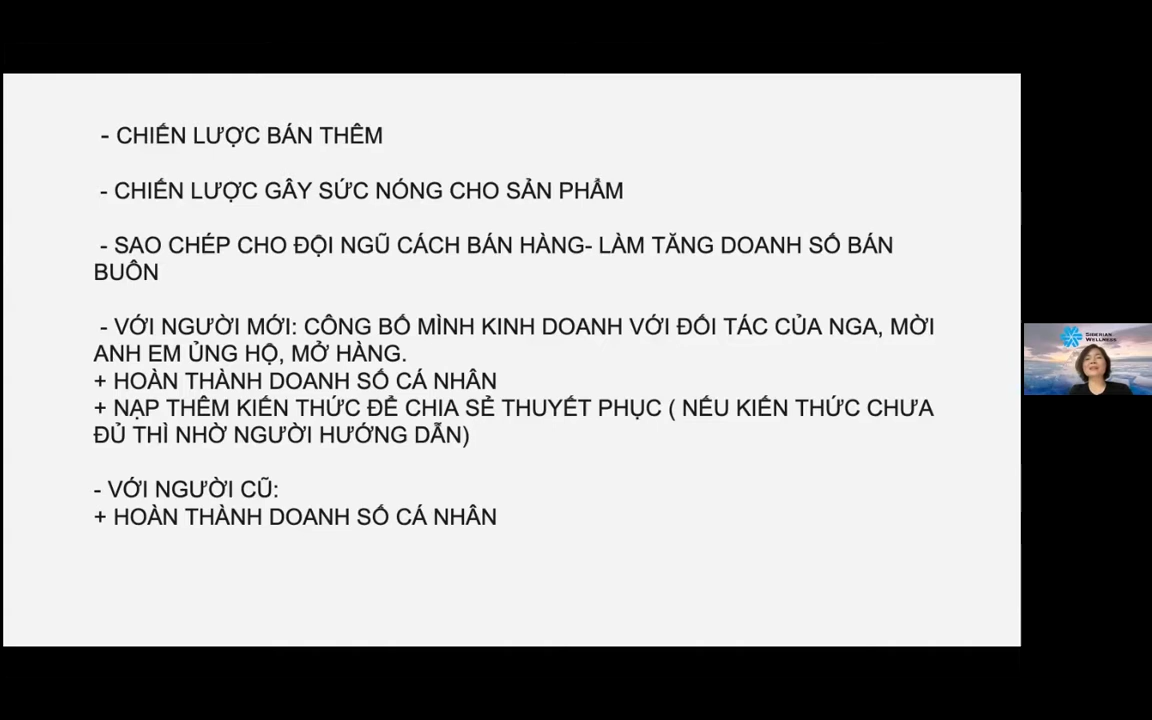 - CHIẾN LƯỢC BÁN THÊM
- CHIẾN LƯỢC GÂY SỨC NÓNG CHO SẢN PHẨM
- SAO CHÉP CHO ĐỘI NGŨ CÁCH BÁN HÀNG- LÀM TĂNG DOANH SỐ BÁN
BUÔN
- VỚI NGƯỜI MỚI: CÔNG BỐ MÌNH KINH DOANH VỚI ĐỐI TÁC CỦA NGA, MỜI
ANH EM ỦNG HỘ, MỞ HÀNG.
+ HOÀN THÀNH DOANH SỐ CÁ NHÂN
+ NẠP THÊM KIẾN THỨC ĐỂ CHIA SẺ THUYẾT PHỤC ( NẾU KIẾN THỨC CHƯA
ĐỦ THÌ NHỜ NGƯỜI HƯỚNG DẪN)
- VỚI NGƯỜI CŨ:
+ HOÀN THÀNH DOANH SỐ CÁ NHÂN
SIBERIAN
WELLNESS